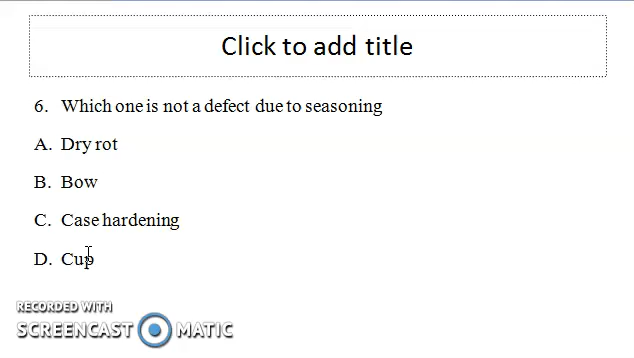 Click to add title
6. Which one is not a defect due to seasoning
A. Dry rot
B. Bow
C. Case hardening
D. Cup
RECORDED WITH
SCREENCAST MATIC